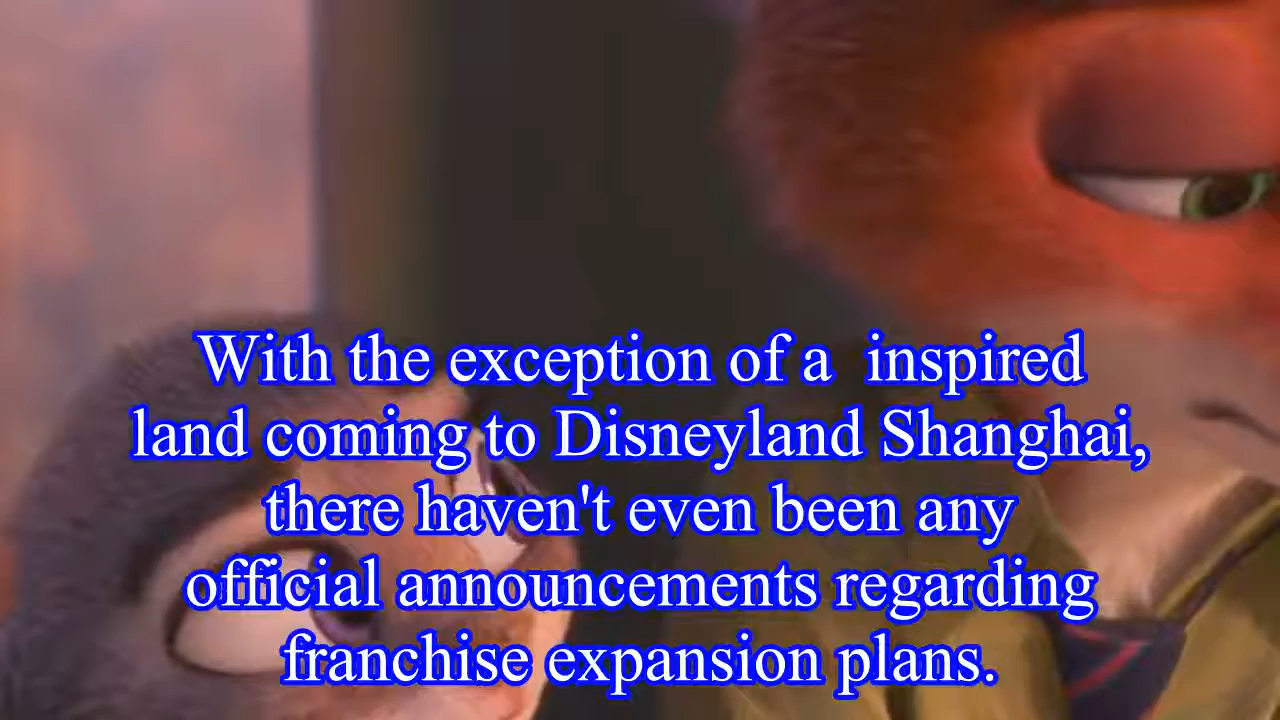 With the exception of a  inspired
land coming to Disneyland Shanghai,
there haven't even been any
official announcements regarding
franchise expansion plans.